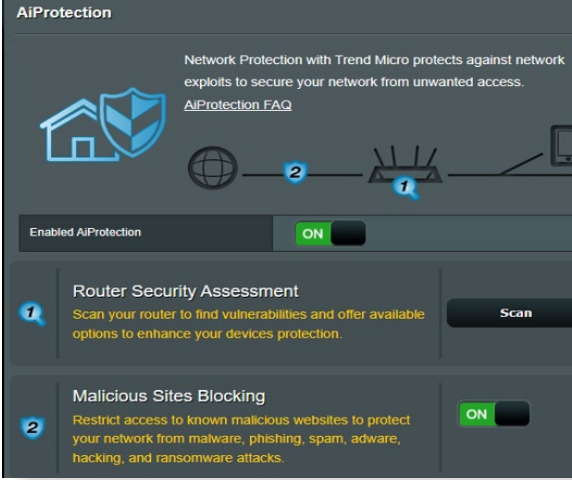 AiProtection
Network Protection with Trend Micro protects against network
exploits to secure your network from unwanted access.
AiProtection FAQ
2
1
Enabled AiProtection
ON
1
Router Security Assessment
Scan your router to find vulnerabilities and offer available
options to enhance your devices protection.
Scan
2
Malicious Sites Blocking
Restrict access to known malicious websites to protect
your network from malware, phishing, spam, adware,
hacking, and ransomware attacks.
ON